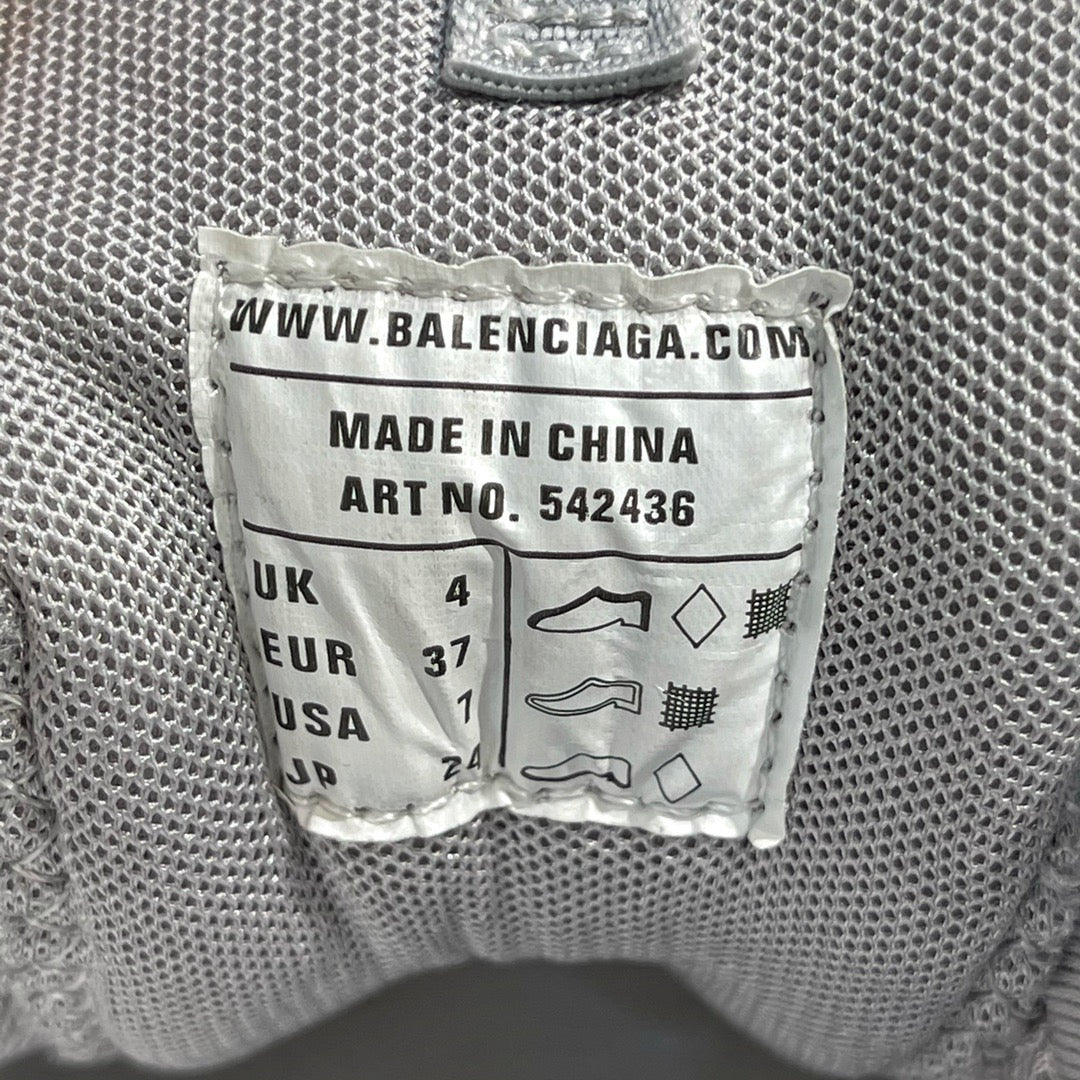 WWW.BALENCIAGA.COM
MADE IN CHINA
ART NO. 542436
UK 4
EUR 37
USA 7
JP 24